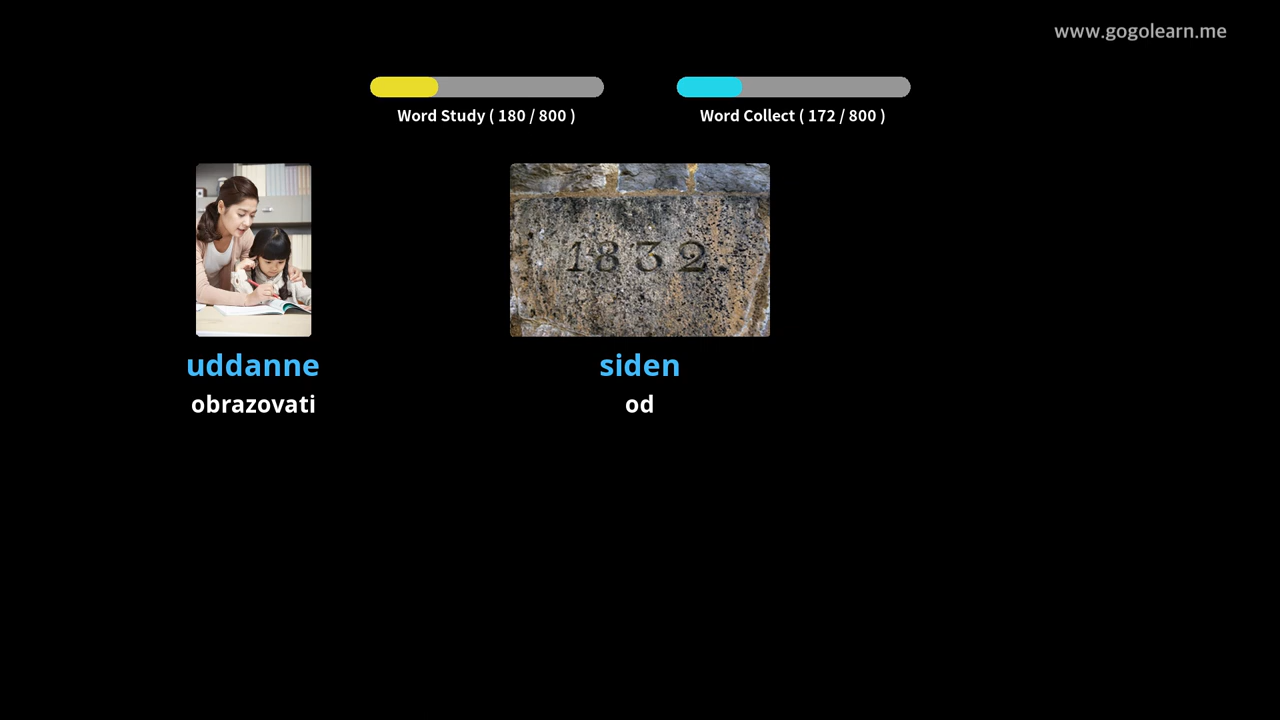 www.gogolearn.me
Word Study ( 180 / 800 )
Word Collect ( 172 / 800 )
1832.
uddanne
siden
obrazovati
od